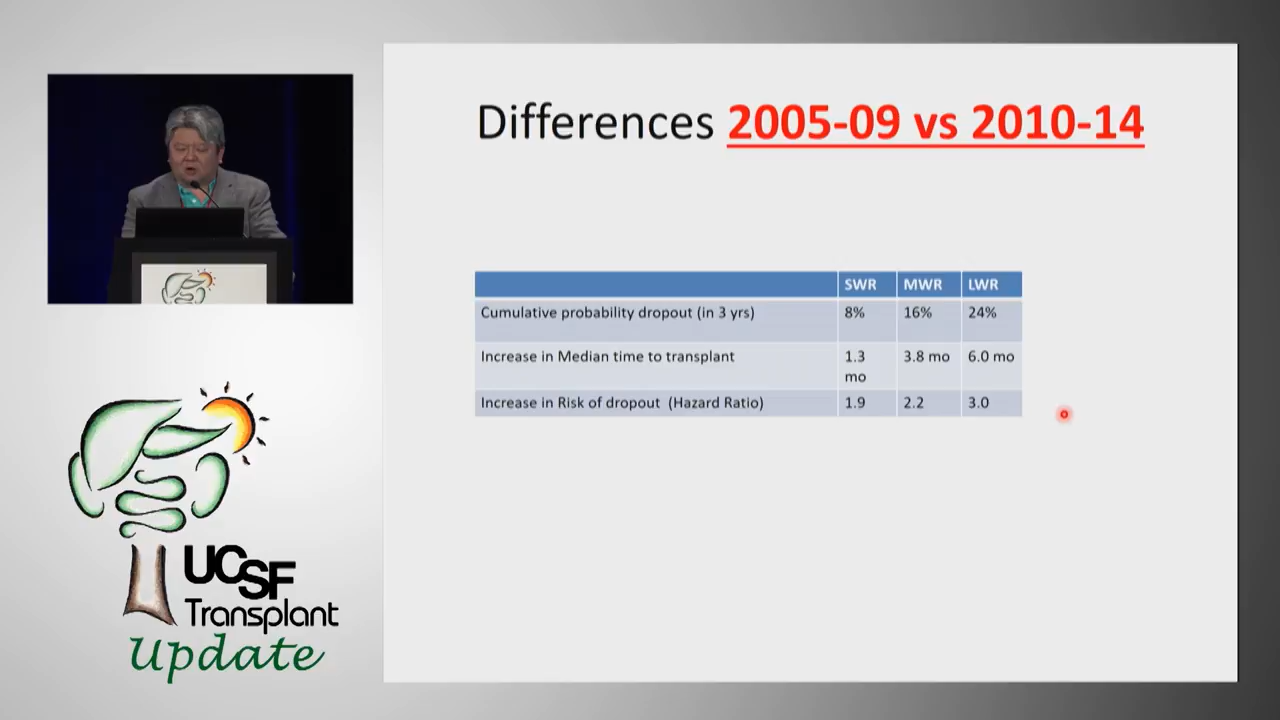 Differences 2005-09 vs 2010-14
SWR MWR LWR
Cumulative probability dropout (in 3 yrs) 8% 16% 24%
Increase in Median time to transplant 1.3 mo 3.8 mo 6.0 mo
Increase in Risk of dropout (Hazard Ratio) 1.9 2.2 3.0
UCSF
Transplant
Update